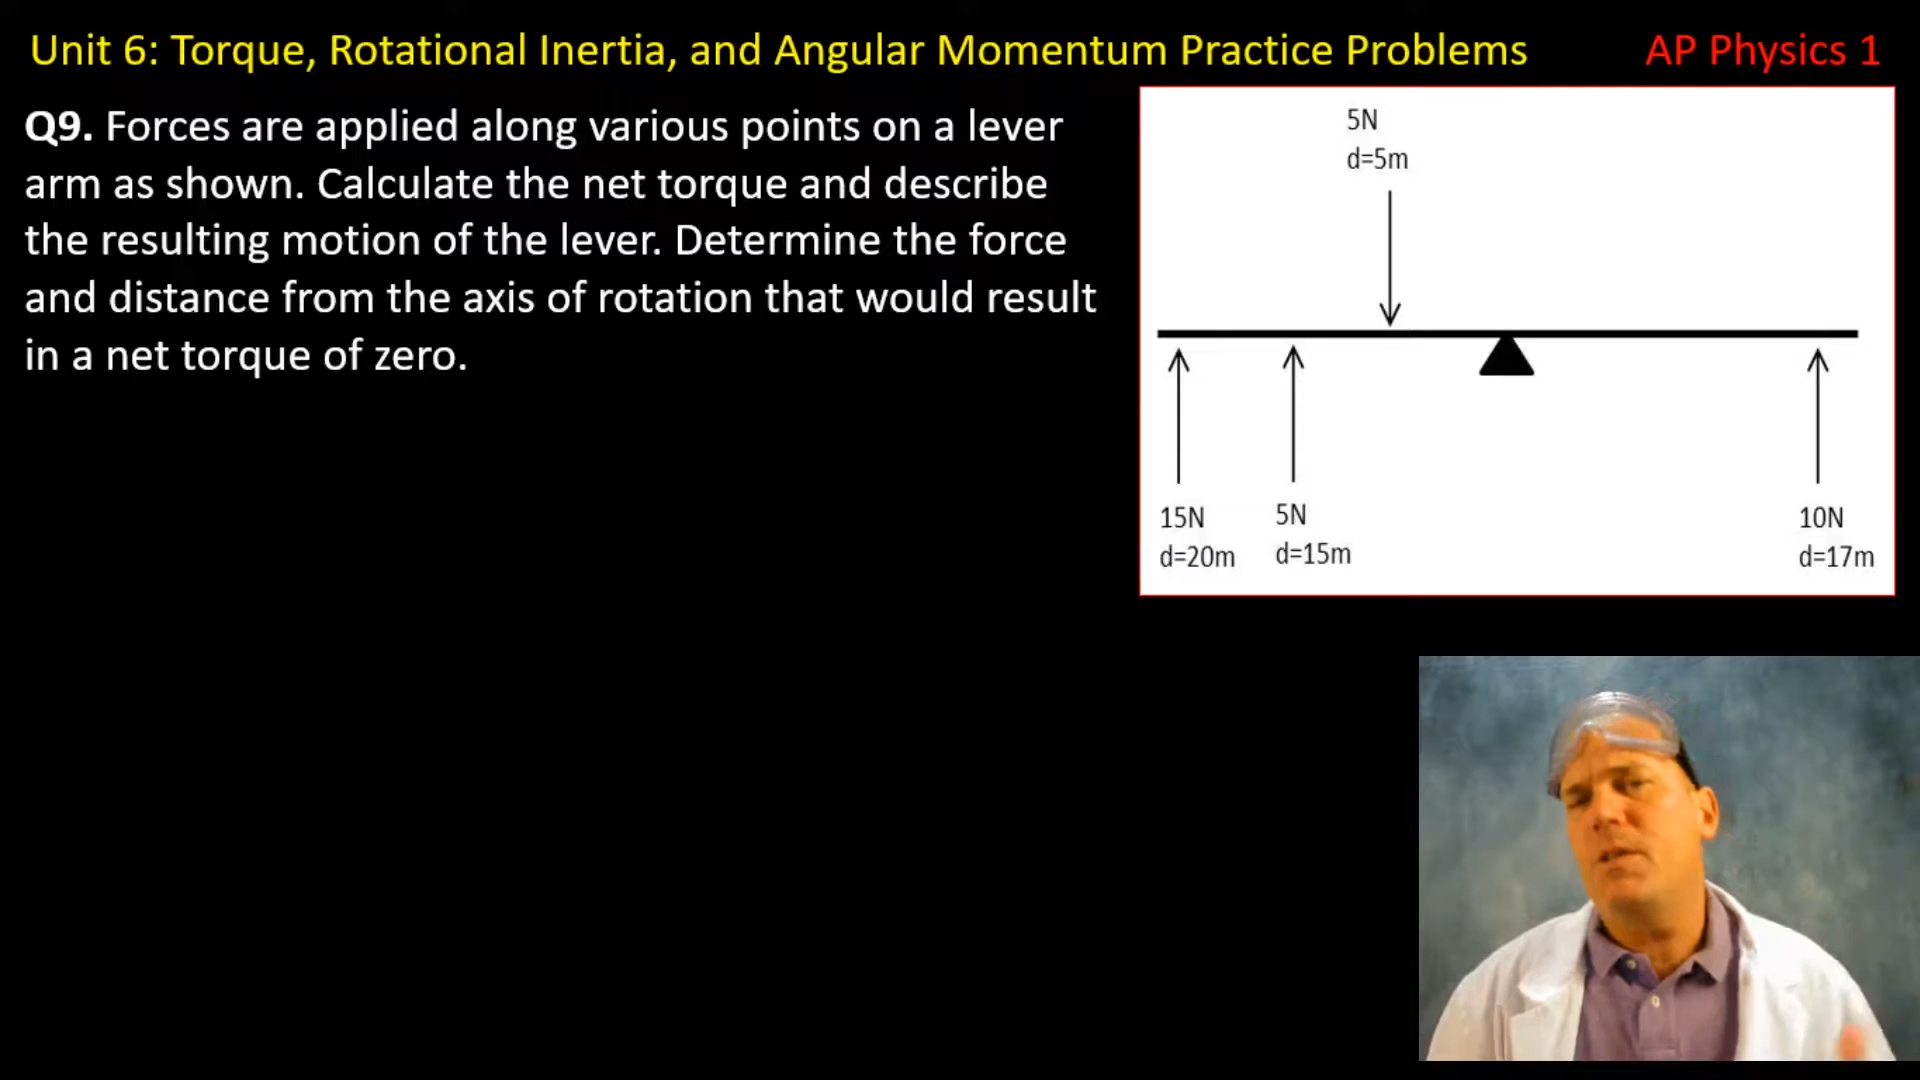 Unit 6: Torque, Rotational Inertia, and Angular Momentum Practice Problems
AP Physics 1
Q9. Forces are applied along various points on a lever
arm as shown. Calculate the net torque and describe
the resulting motion of the lever. Determine the force
and distance from the axis of rotation that would result
in a net torque of zero.
5N
d=5m
15N
d=20m
5N
d=15m
10N
d=17m